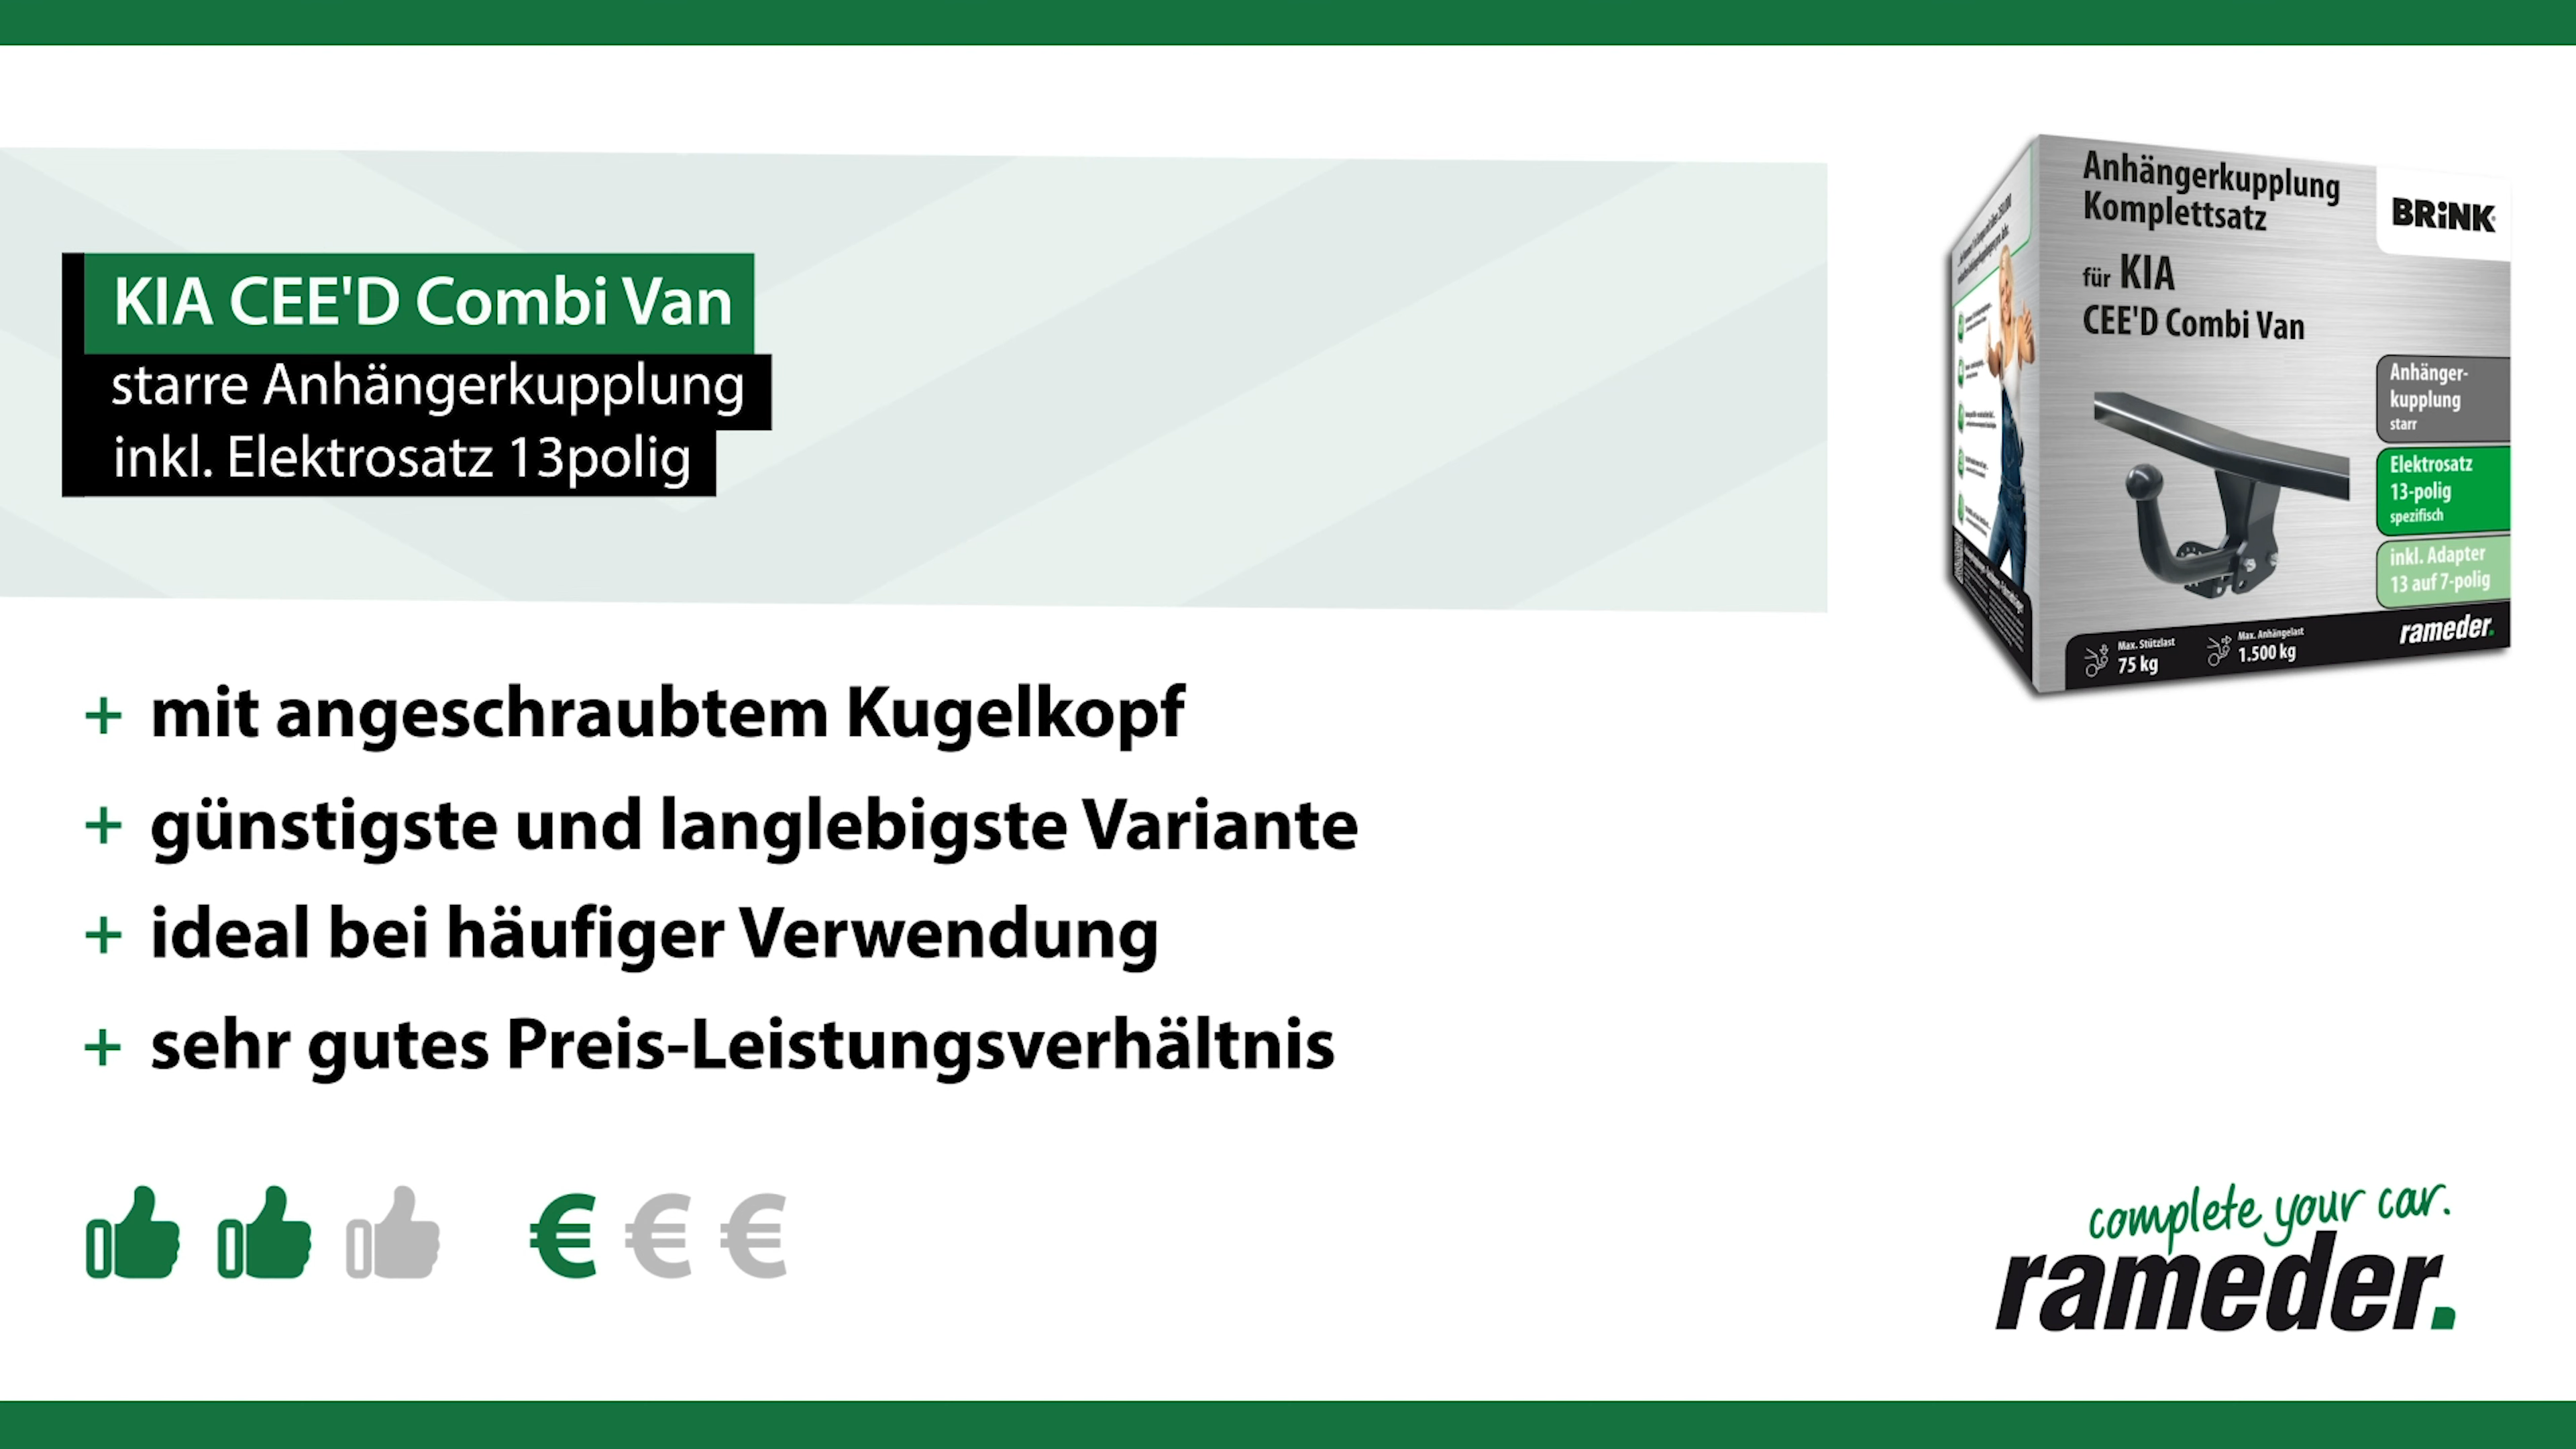 KIA CEE'D Combi Van
starre Anhängerkupplung
inkl. Elektrosatz 13polig
+ mit angeschraubtem Kugelkopf
+ günstigste und langlebigste Variante
+ ideal bei häufiger Verwendung
+ sehr gutes Preis-Leistungsverhältnis
€ € €
Anhängerkupplung
Komplettsatz
BRiNK
für KIA
CEE'D Combi Van
Anhänger-
kupplung
starr
Elektrosatz
13-polig
spezifisch
inkl. Adapter
13 auf 7-polig
Max. Stützlast
75 kg
Max. Anhängelast
1.500 kg
rameder.
complete your car.
rameder.